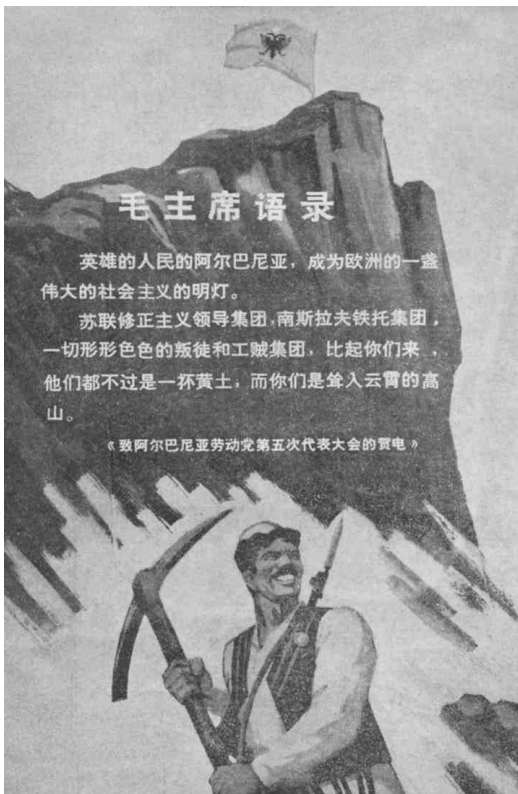 毛主席语录
英雄的人民的阿尔巴尼亚，成为欧洲的一盏
伟大的社会主义的明灯。
苏联修正主义领导集团，南斯拉夫铁托集团，
一切形形色色的叛徒和工贼集团，比起你们来，
他们都不过是一抔黄土，而你们是耸入云霄的高
山。
《致阿尔巴尼亚劳动党第五次代表大会的贺电》